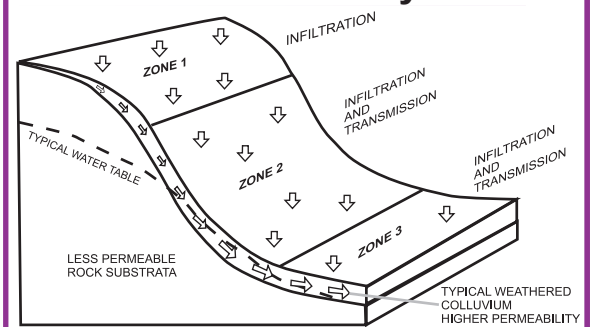 INFILTRATION
ZONE 1
INFILTRATION
AND
TRANSMISSION
TYPICAL WATER TABLE
ZONE 2
INFILTRATION
AND
TRANSMISSION
ZONE 3
LESS PERMEABLE
ROCK SUBSTRATA
TYPICAL WEATHERED
COLLUVIUM
HIGHER PERMEABILITY